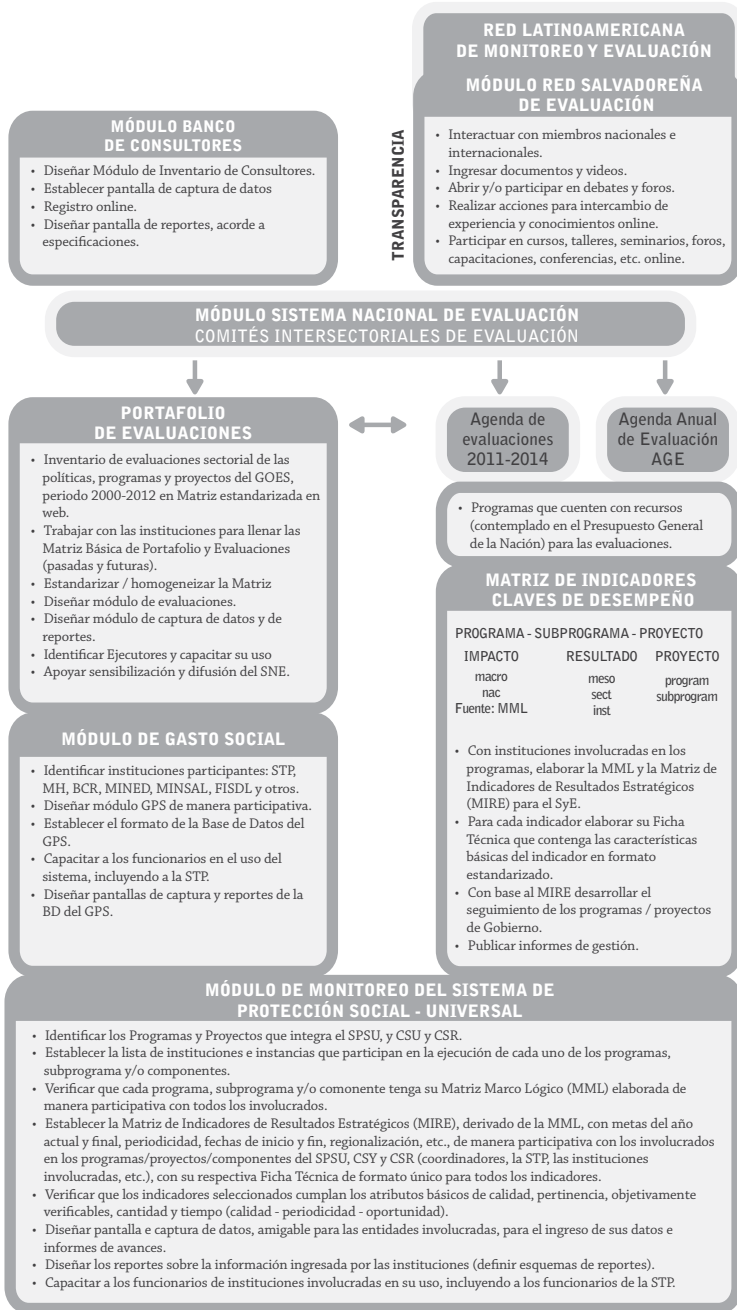 RED LATINOAMERICANA
DE MONITOREO Y EVALUACIÓN
MÓDULO RED SALVADOREÑA
DE EVALUACIÓN
• Interactuar con miembros nacionales e
internacionales.
• Ingresar documentos y videos.
• Abrir y/o participar en debates y foros.
• Realizar acciones para intercambio de
experiencia y conocimientos online.
• Participar en cursos, talleres, seminarios, foros,
capacitaciones, conferencias, etc. online.
TRANSPARENCIA
MÓDULO BANCO
DE CONSULTORES
• Diseñar Módulo de Inventario de Consultores.
• Establecer pantalla de captura de datos
• Registro online.
• Diseñar pantalla de reportes, acorde a
especificaciones.
MÓDULO SISTEMA NACIONAL DE EVALUACIÓN
COMITÉS INTERSECTORIALES DE EVALUACIÓN
PORTAFOLIO
DE EVALUACIONES
• Inventario de evaluaciones sectorial de las
políticas, programas y proyectos del GOES,
periodo 2000-2012 en Matriz estandarizada en
web.
• Trabajar con las instituciones para llenar las
Matriz Básica de Portafolio y Evaluaciones
(pasadas y futuras).
• Estandarizar / homogeneizar la Matriz
• Diseñar módulo de evaluaciones.
• Diseñar módulo de captura de datos y de
reportes.
• Identificar Ejecutores y capacitar su uso
• Apoyar sensibilización y difusión del SNE.
Agenda de
evaluaciones
2011-2014
Agenda Anual
de Evaluación
AGE
• Programas que cuenten con recursos
(contemplado en el Presupuesto General
de la Nación) para las evaluaciones.
MATRIZ DE INDICADORES
CLAVES DE DESEMPEÑO
PROGRAMA - SUBPROGRAMA - PROYECTO
IMPACTO RESULTADO PROYECTO
macro meso program
nac sect subprogram
Fuente: MML inst
• Con instituciones involucradas en los
programas, elaborar la MML y la Matriz de
Indicadores de Resultados Estratégicos
(MIRE) para el SyE.
• Para cada indicador elaborar su Ficha
Técnica que contenga las características
básicas del indicador en formato
estandarizado.
• Con base al MIRE desarrollar el
seguimiento de los programas / proyectos
de Gobierno.
• Publicar informes de gestión.
MÓDULO DE GASTO SOCIAL
• Identificar instituciones participantes: STP,
MH, BCR, MINED, MINSAL, FISDL y otros.
• Diseñar módulo GPS de manera participativa.
• Establecer el formato de la Base de Datos del
GPS.
• Capacitar a los funcionarios en el uso del
sistema, incluyendo a la STP.
• Diseñar pantallas de captura y reportes de la
BD del GPS.
MÓDULO DE MONITOREO DEL SISTEMA DE
PROTECCIÓN SOCIAL - UNIVERSAL
• Identificar los Programas y Proyectos que integra el SPSU, y CSU y CSR.
• Establecer la lista de instituciones e instancias que participan en la ejecución de cada uno de los programas,
subprograma y/o componentes.
• Verificar que cada programa, subprograma y/o comonente tenga su Matriz Marco Lógico (MML) elaborada de
manera participativa con todos los involucrados.
• Establecer la Matriz de Indicadores de Resultados Estratégicos (MIRE), derivado de la MML, con metas del año
actual y final, periodicidad, fechas de inicio y fin, regionalización, etc., de manera participativa con los involucrados
en los programas/proyectos/componentes del SPSU, CSY y CSR (coordinadores, la STP, las instituciones
involucradas, etc.), con su respectiva Ficha Técnica de formato único para todos los indicadores.
• Verificar que los indicadores seleccionados cumplan los atributos básicos de calidad, pertinencia, objetivamente
verificables, cantidad y tiempo (calidad - periodicidad - oportunidad).
• Diseñar pantalla e captura de datos, amigable para las entidades involucradas, para el ingreso de sus datos e
informes de avances.
• Diseñar los reportes sobre la información ingresada por las instituciones (definir esquemas de reportes).
• Capacitar a los funcionarios de instituciones involucradas en su uso, incluyendo a los funcionarios de la STP.